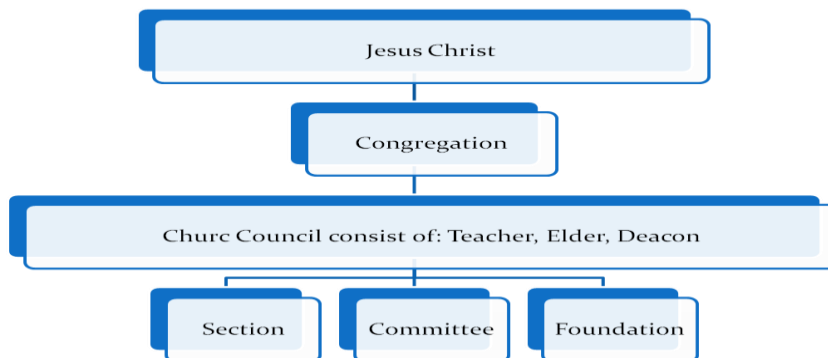 Jesus Christ
Congregation
Churc Council consist of: Teacher, Elder, Deacon
Section
Committee
Foundation